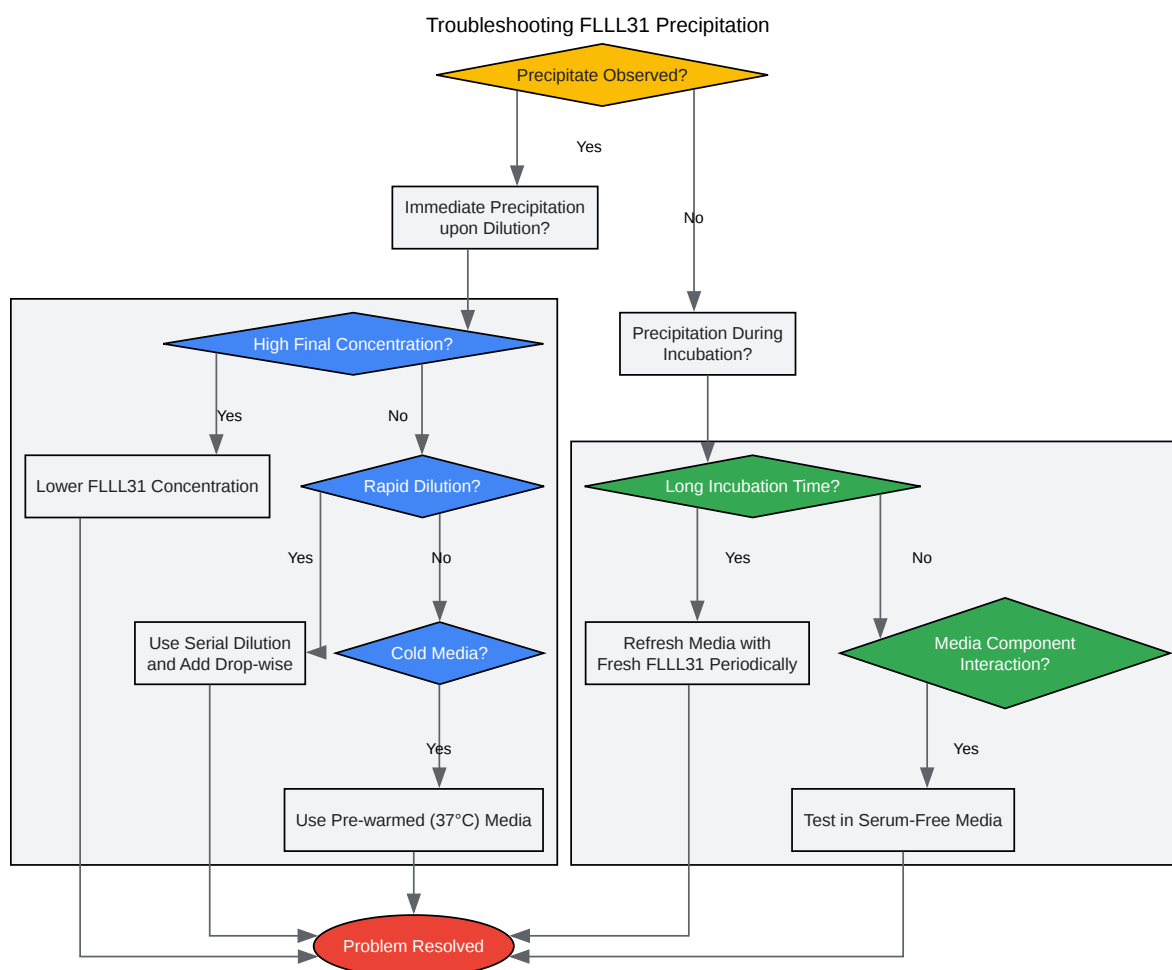 Troubleshooting FLLL31 Precipitation
Precipitate Observed?
Yes
No
Immediate Precipitation
upon Dilution?
High Final Concentration?
Precipitation During
Incubation?
Yes
No
Lower FLLL31 Concentration
Rapid Dilution?
Long Incubation Time?
Yes
No
Yes
No
Use Serial Dilution
and Add Drop-wise
Cold Media?
Refresh Media with
Fresh FLLL31 Periodically
Media Component
Interaction?
Yes
Yes
Use Pre-warmed (37°C) Media
Test in Serum-Free Media
Problem Resolved